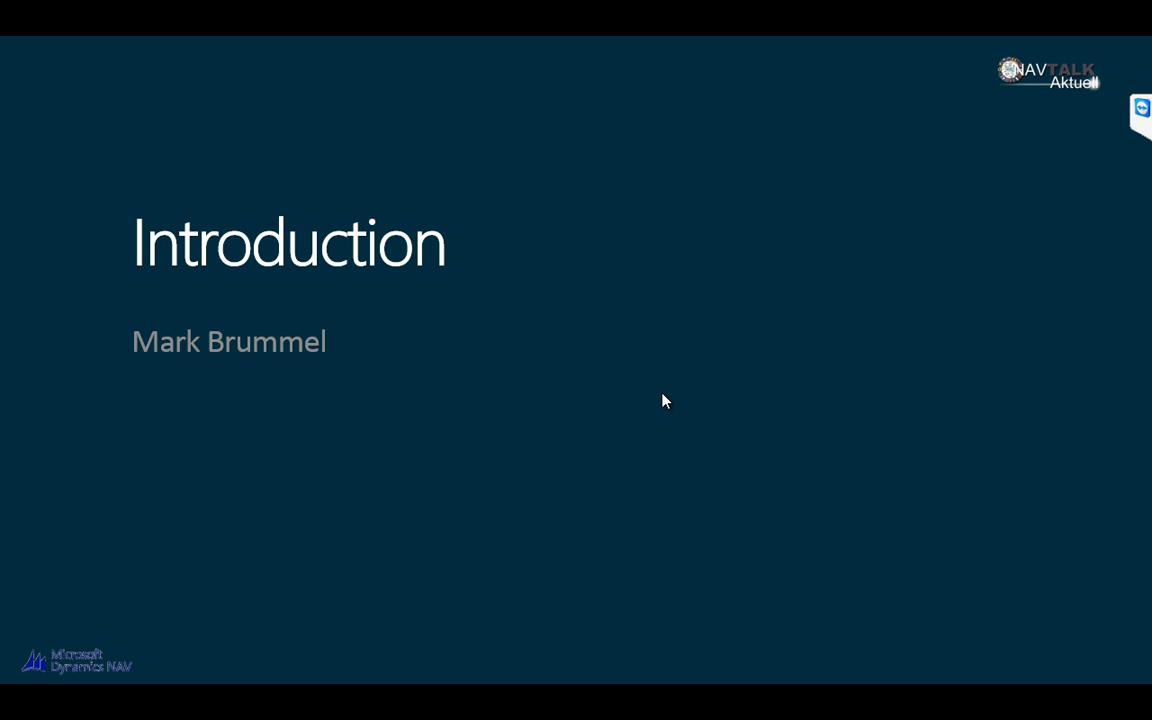 NAVTALK
Aktuell
Introduction
Mark Brummel
Microsoft
Dynamics NAV